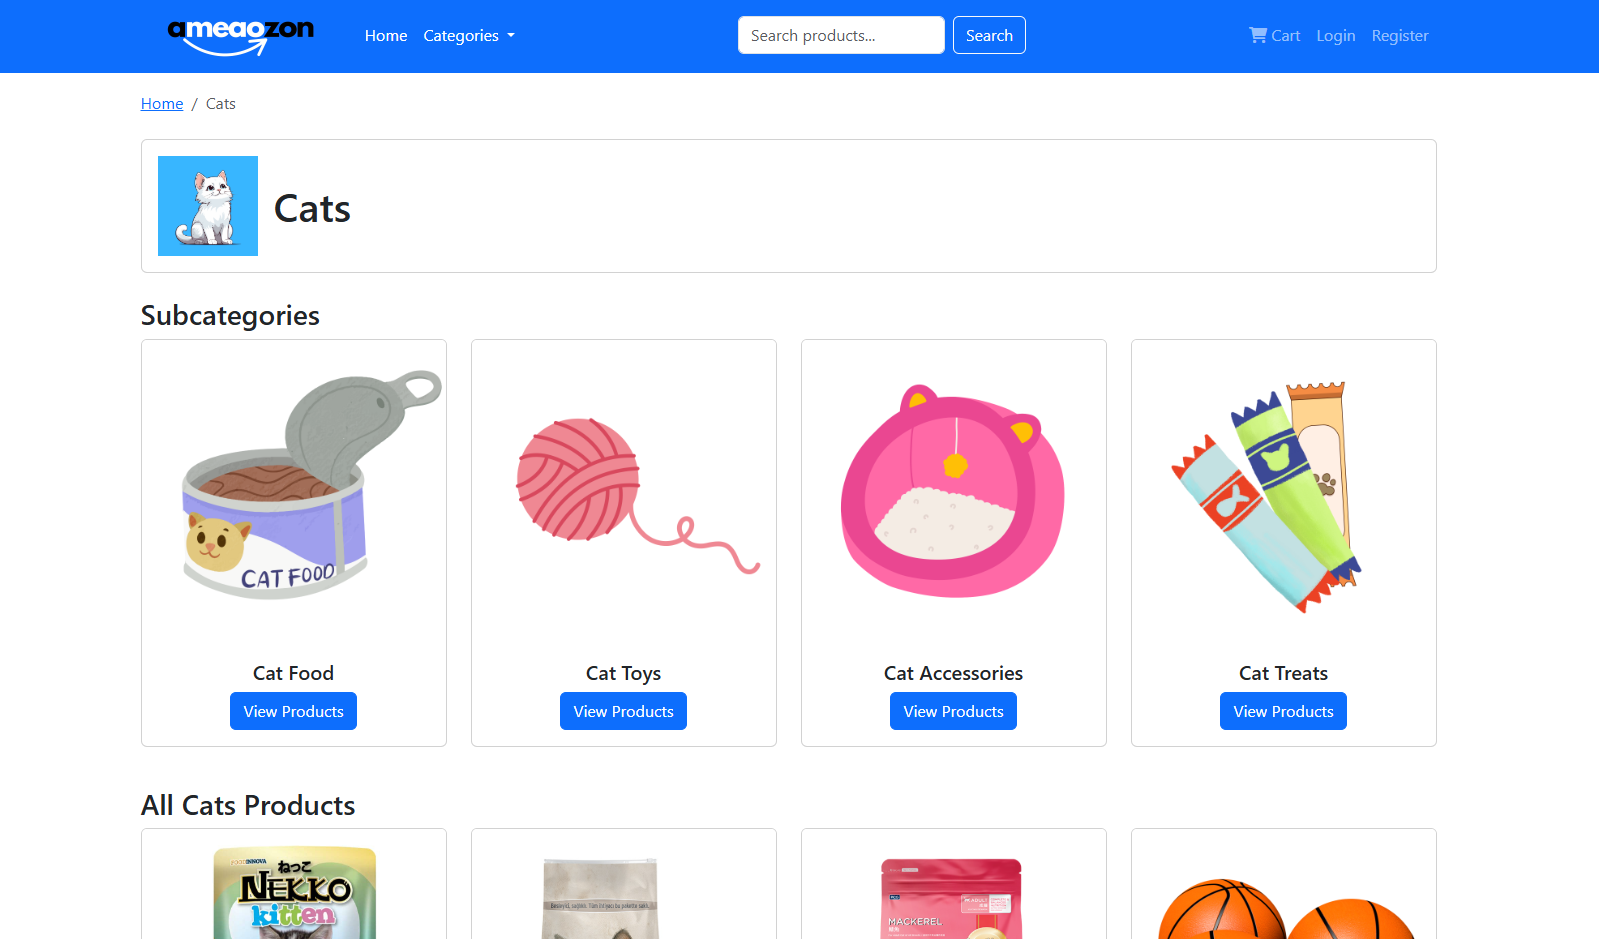 ameaozon
Home
Categories
Search products...
Search
Cart
Login
Register
Home / Cats
Cats
Subcategories
CAT FOOD
Cat Food
View Products
Cat Toys
View Products
Cat Accessories
View Products
Cat Treats
View Products
All Cats Products
FOODINNOVA
ねっこ
NEKKO
kitten
MACKEREL